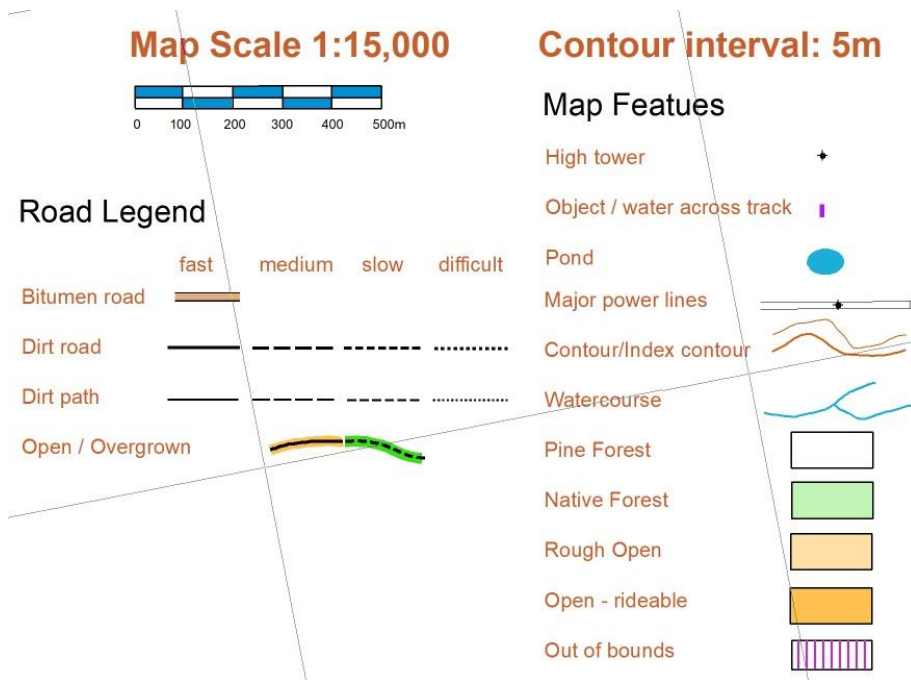 Map Scale 1:15,000
0 100 200 300 400 500m
Road Legend
fast medium slow difficult
Bitumen road
Dirt road
Dirt path
Open / Overgrown
Contour interval: 5m
Map Featues
High tower
Object / water across track
Pond
Major power lines
Contour/Index contour
Watercourse
Pine Forest
Native Forest
Rough Open
Open - rideable
Out of bounds